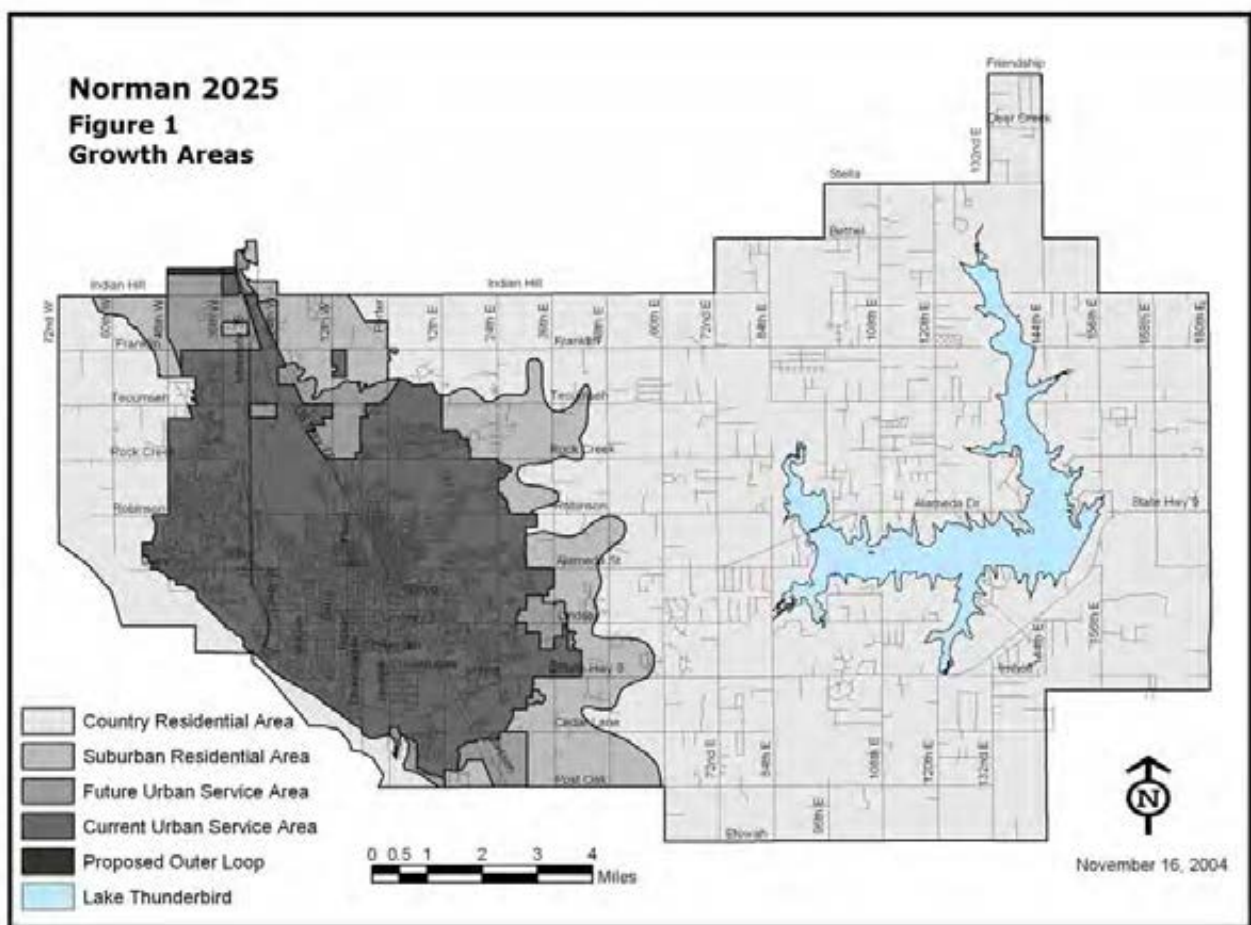 Norman 2025
Figure 1
Growth Areas
Friendship
Deer Creek
132nd E
Stella
Bethel
Indian Hill
Indian Hill
72nd W
60th W
48th W
36th W
12th W
Porter
12th E
24th E
36th E
48th E
60th E
72nd E
84th E
108th E
120th E
144th E
156th E
168th E
180th E
Franklin
Franklin
Tecumseh
Tecumseh
Rock Creek
Rock Creek
Robinson
Robinson
Alameda Dr
State Hwy 9
Alameda St
Lindsey
State Hwy 9
Imhoff
144th E
156th E
Cedar Lane
Post Oak
72nd E
84th E
96th E
108th E
120th E
132nd E
Etowah
Country Residential Area
Suburban Residential Area
Future Urban Service Area
Current Urban Service Area
Proposed Outer Loop
Lake Thunderbird
0 0.5 1 2 3 4
Miles
N
November 16, 2004